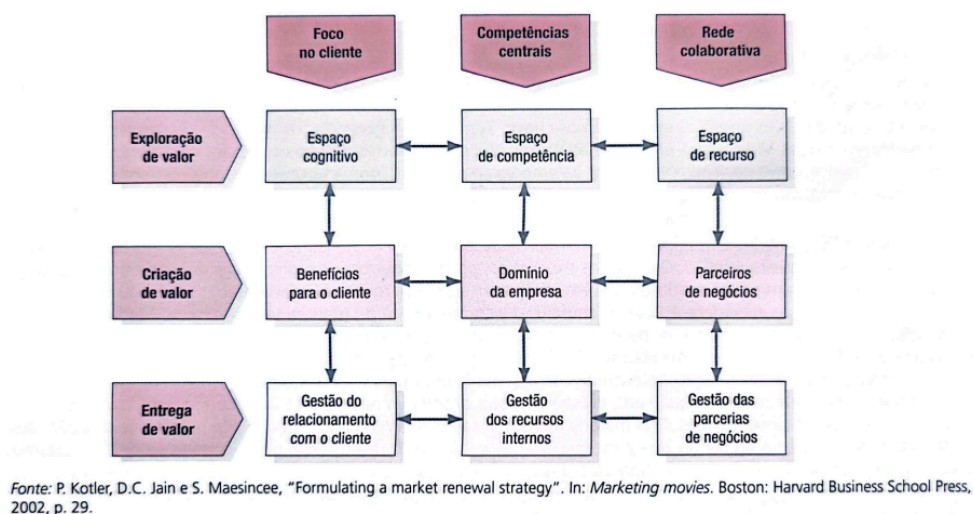 Foco
no cliente
Competências
centrais
Rede
colaborativa
Exploração
de valor
Espaço
cognitivo
Espaço
de competência
Espaço
de recurso
Criação
de valor
Benefícios
para o cliente
Domínio
da empresa
Parceiros
de negócios
Entrega
de valor
Gestão do
relacionamento
com o cliente
Gestão
dos recursos
internos
Gestão das
parcerias
de negócios
Fonte: P. Kotler, D.C. Jain e S. Maesincee, “Formulating a market renewal strategy”. In: Marketing movies. Boston: Harvard Business School Press,
2002, p. 29.